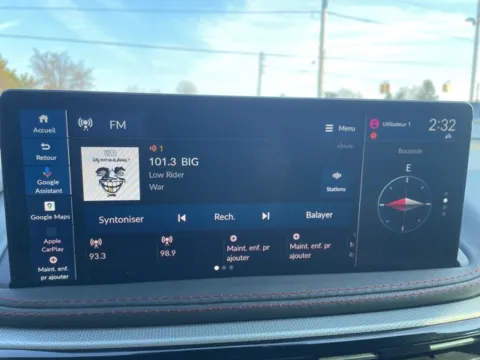 Accueil
FM
Menu
Utilisateur 1
2:32
Retour
1
101.3 BIG
Low Rider
War
Stations
Boussole
E
Google
Assistant
Google Maps
Syntoniser
Rech.
Balayer
Apple
CarPlay
93.3
98.9
Maint. enf. pr
ajouter
Maint. enf. pr
ajouter
Maint. enf.
pr ajouter